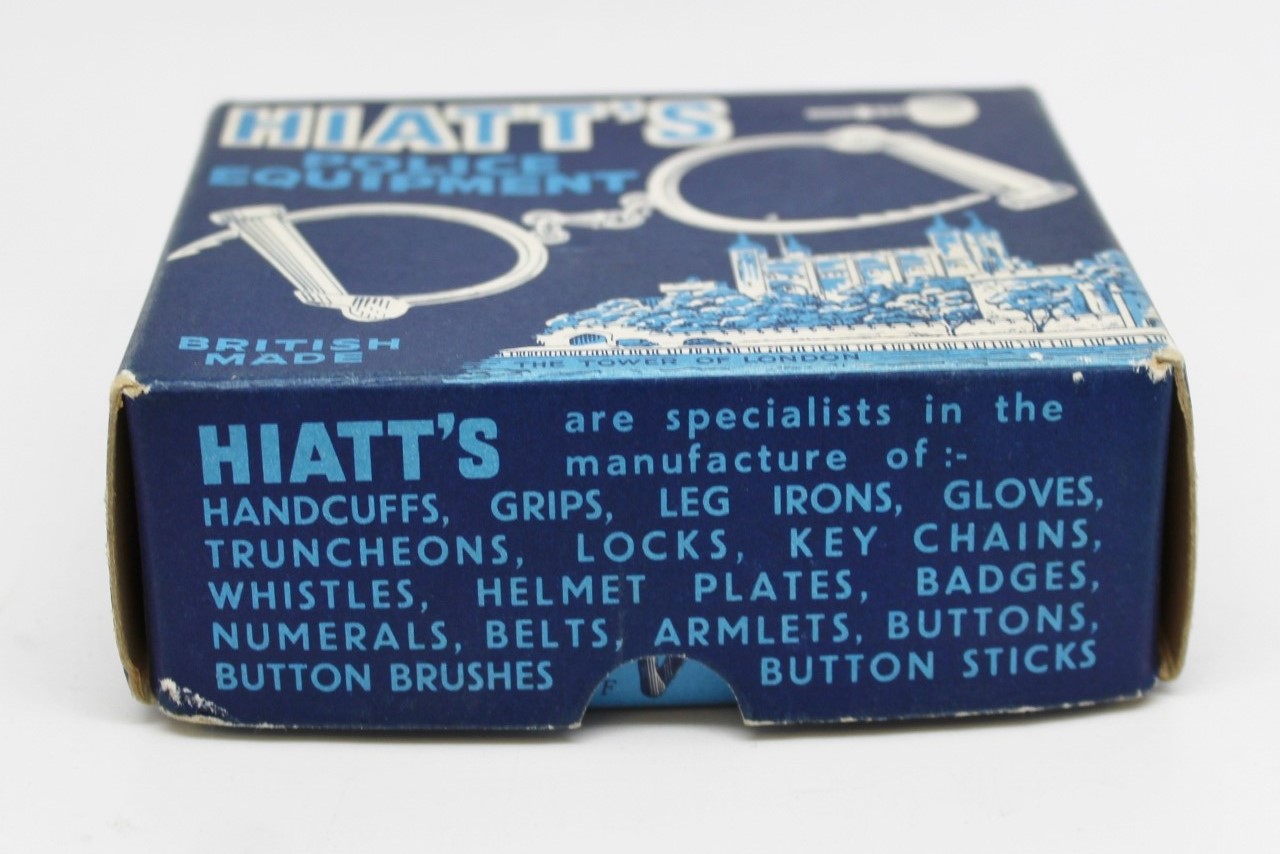 HIATT'S
POLICE
EQUIPMENT
BRITISH
MADE
THE TOWER OF LONDON
HIATT'S are specialists in the
manufacture of :-
HANDCUFFS, GRIPS, LEG IRONS, GLOVES,
TRUNCHEONS, LOCKS, KEY CHAINS,
WHISTLES, HELMET PLATES, BADGES,
NUMERALS, BELTS, ARMLETS, BUTTONS,
BUTTON BRUSHES BUTTON STICKS